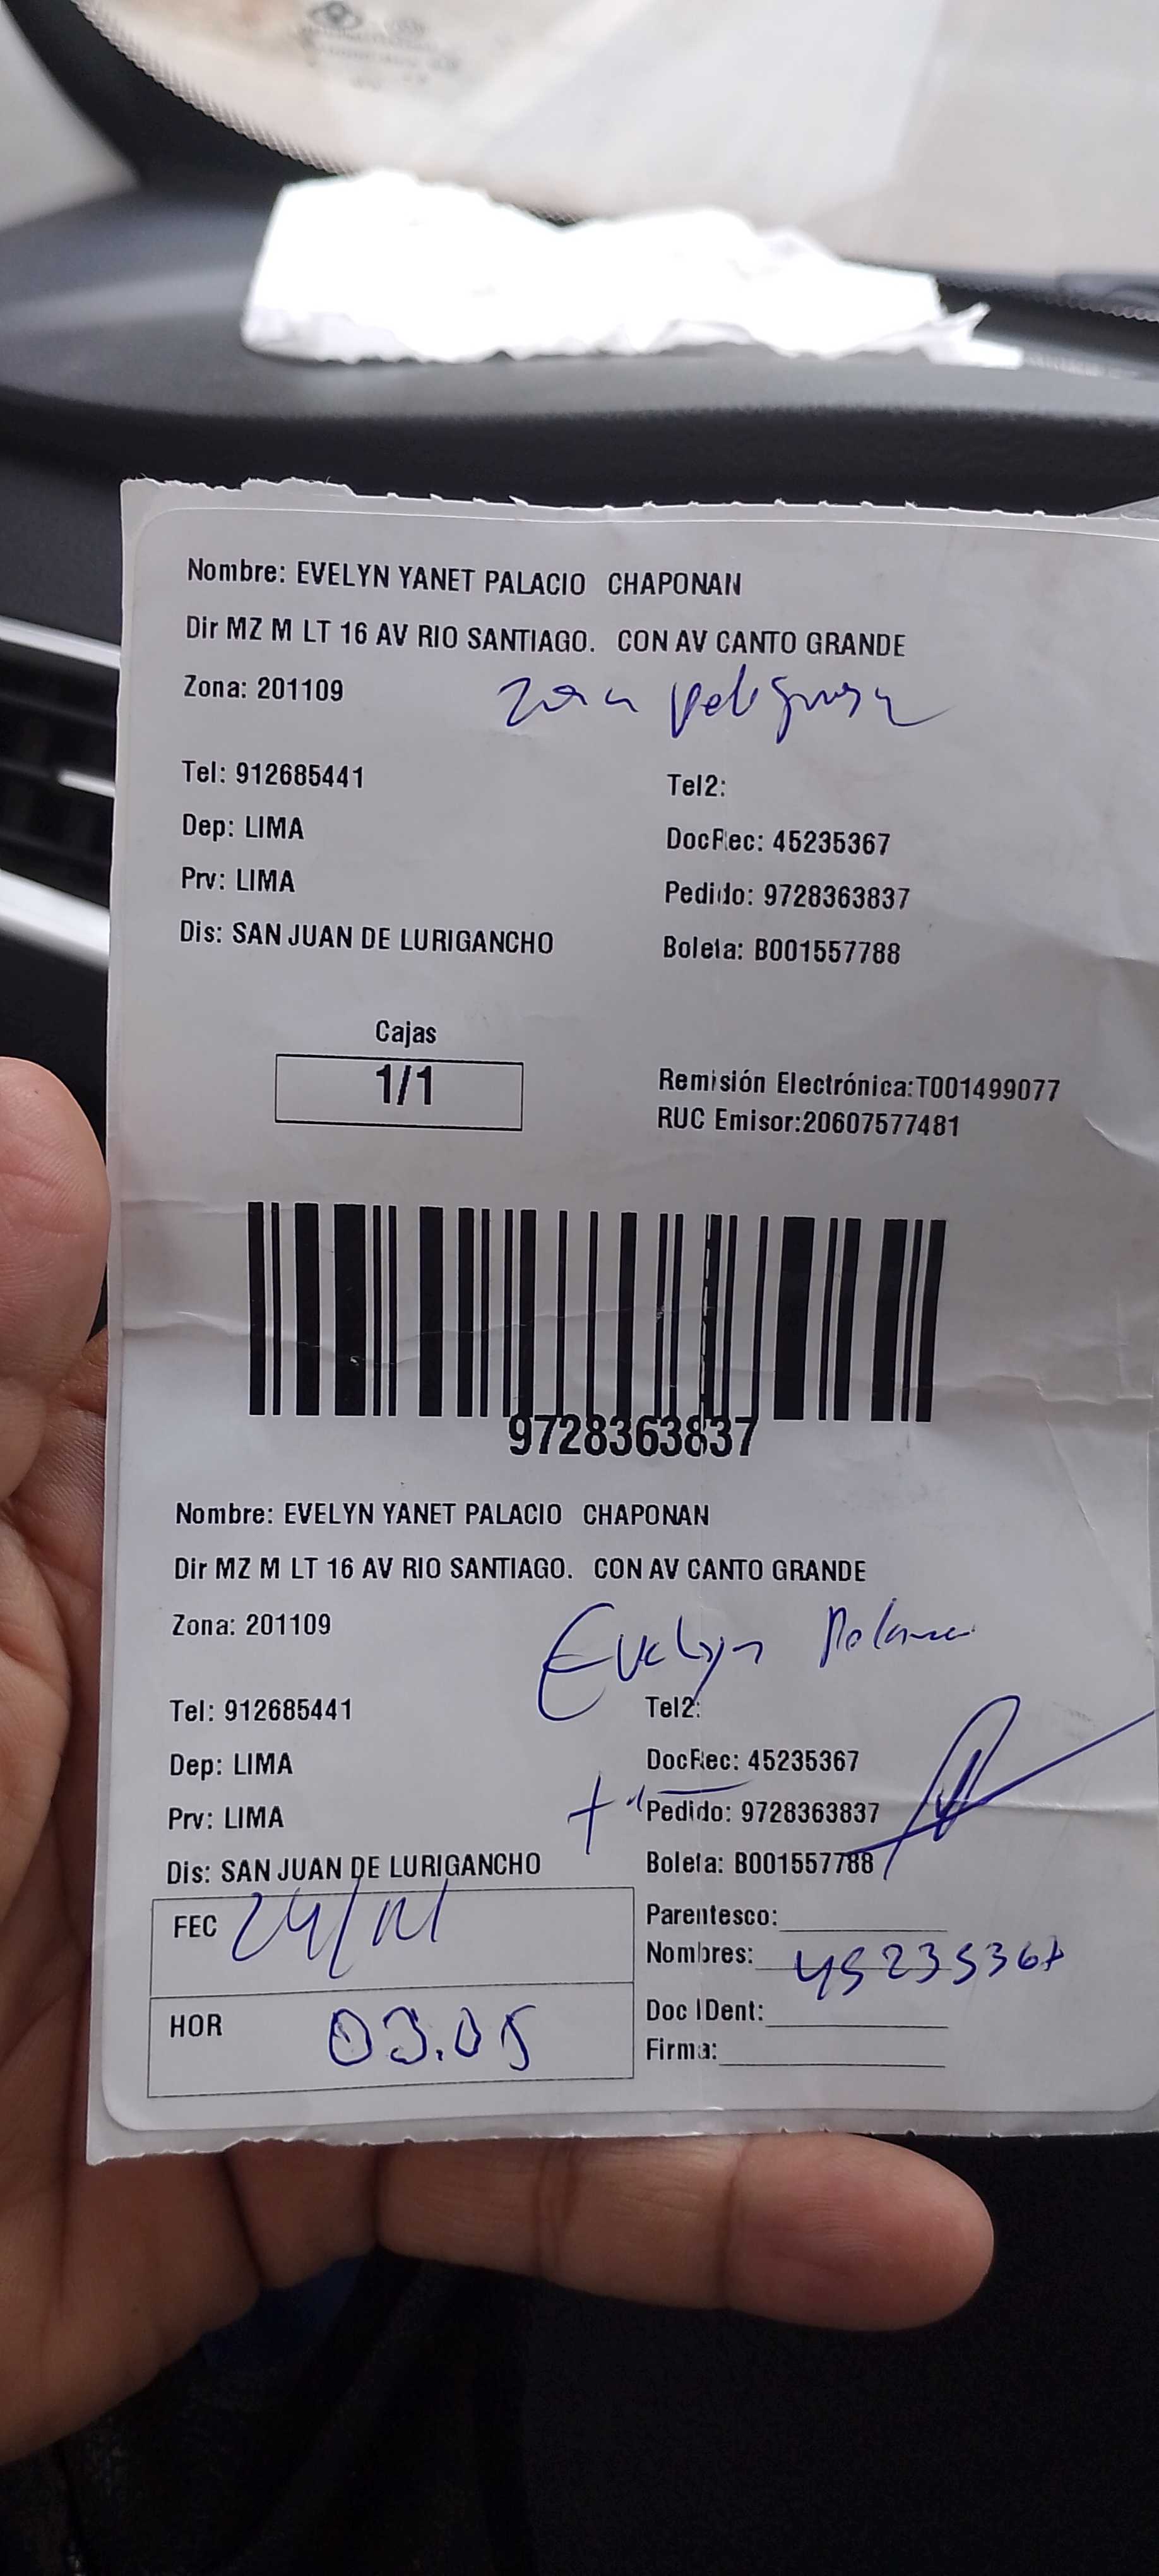 Nombre: EVELYN YANET PALACIO CHAPONAN
Dir MZ M LT 16 AV RIO SANTIAGO. CON AV CANTO GRANDE
Zona: 201109
zona peligrosa
Tel: 912685441
Tel2:
Dep: LIMA
DocRec: 45235367
Prv: LIMA
Pedido: 9728363837
Dis: SAN JUAN DE LURIGANCHO
Boleta: B001557788
Cajas
1/1
Remisión Electrónica:T001499077
RUC Emisor:20607577481
9728363837
Nombre: EVELYN YANET PALACIO CHAPONAN
Dir MZ M LT 16 AV RIO SANTIAGO. CON AV CANTO GRANDE
Zona: 201109
Evelyn
Tel: 912685441
Tel2:
Dep: LIMA
DocRec: 45235367
Prv: LIMA
Pedido: 9728363837
Dis: SAN JUAN DE LURIGANCHO
Boleta: B001557788
FEC
Parentesco:
Nombres: 45235367
HOR 03.05
Doc IDent:
Firma: